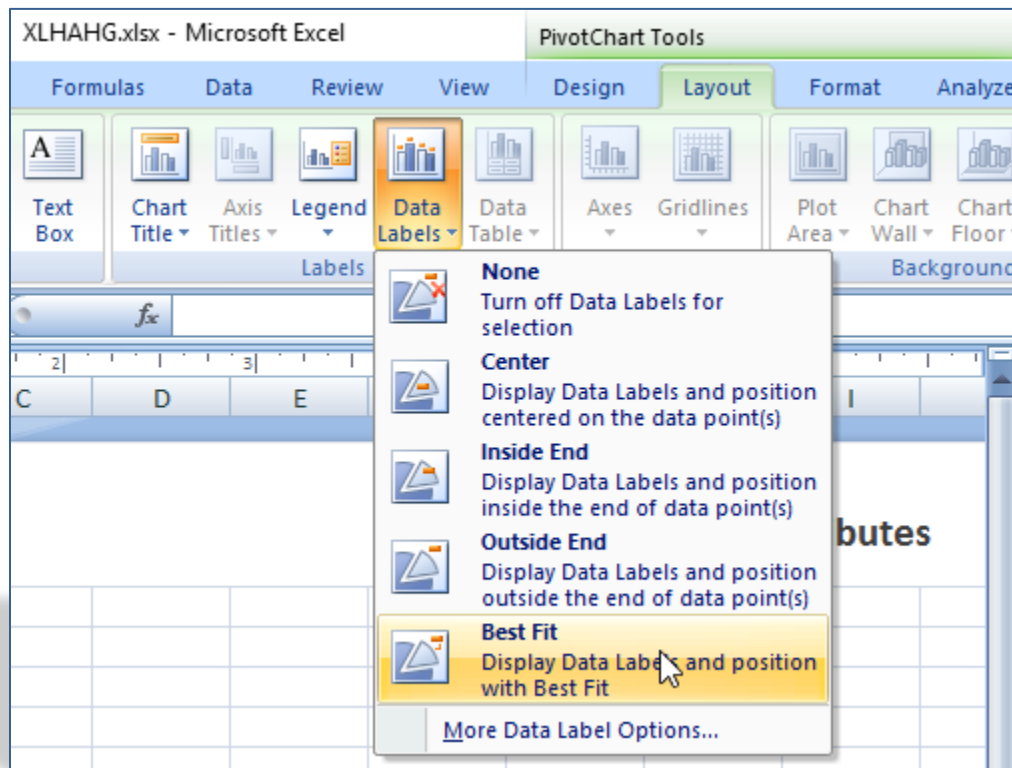 XLHAHG.xlsx - Microsoft Excel
PivotChart Tools
Formulas Data Review View Design Layout Format Analyze
A
Text Box
Chart Title
Axis Titles
Legend
Data Labels
Data Table
Axes
Gridlines
Plot Area
Chart Wall
Chart Floor
Labels
Background
fx
2 3
C D E I
None
Turn off Data Labels for
selection
Center
Display Data Labels and position
centered on the data point(s)
Inside End
Display Data Labels and position
inside the end of data point(s)
Outside End
Display Data Labels and position
outside the end of data point(s)
Best Fit
Display Data Labels and position
with Best Fit
More Data Label Options...
butes